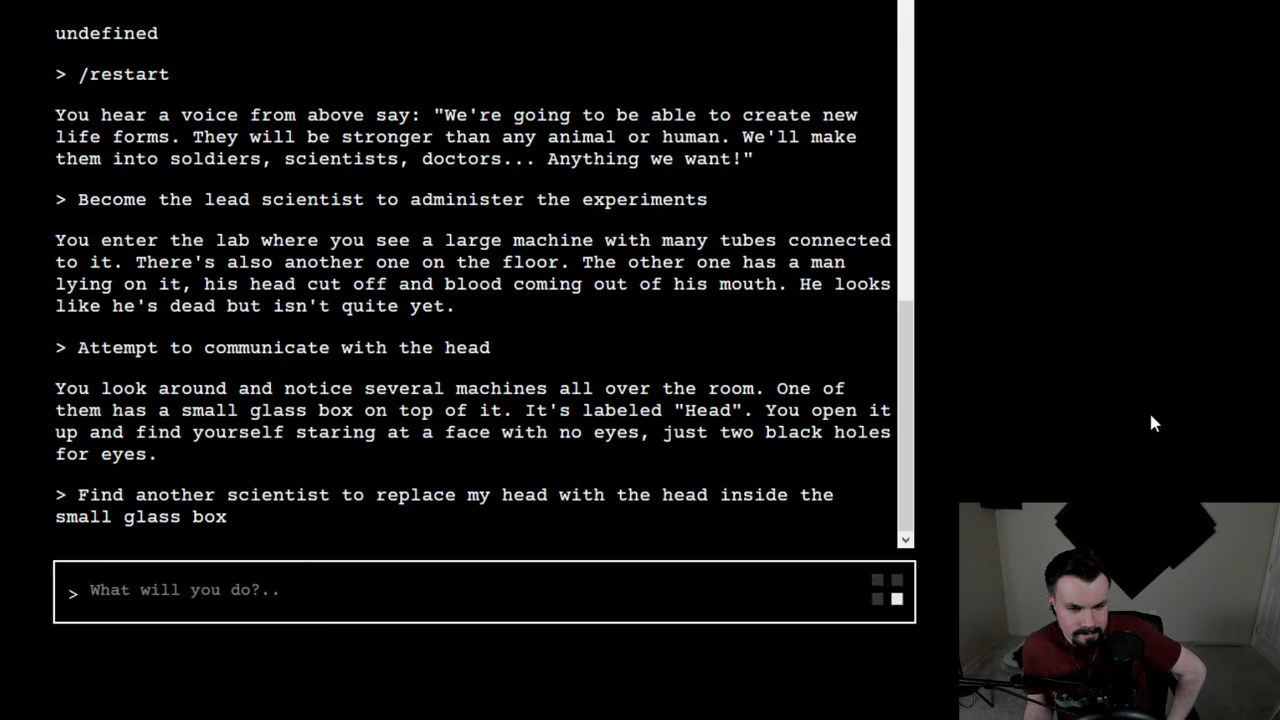 undefined
> /restart
You hear a voice from above say: "We're going to be able to create new
life forms. They will be stronger than any animal or human. We'll make
them into soldiers, scientists, doctors... Anything we want!"
> Become the lead scientist to administer the experiments
You enter the lab where you see a large machine with many tubes connected
to it. There's also another one on the floor. The other one has a man
lying on it, his head cut off and blood coming out of his mouth. He looks
like he's dead but isn't quite yet.
> Attempt to communicate with the head
You look around and notice several machines all over the room. One of
them has a small glass box on top of it. It's labeled "Head". You open it
up and find yourself staring at a face with no eyes, just two black holes
for eyes.
> Find another scientist to replace my head with the head inside the
small glass box
> What will you do?..